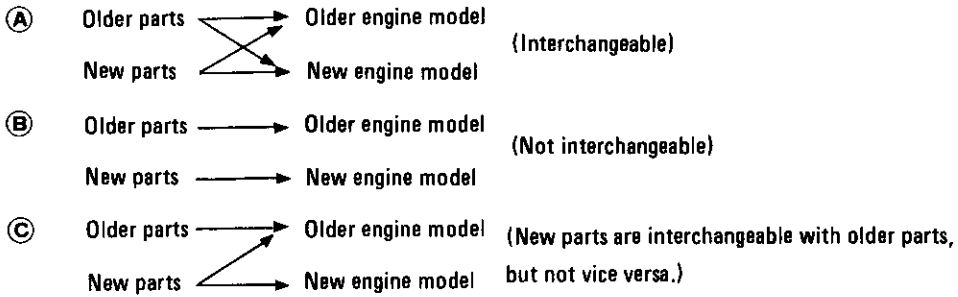 Ⓐ Older parts Older engine model
(Interchangeable)
New parts New engine model
Ⓑ Older parts Older engine model
(Not interchangeable)
New parts New engine model
Ⓒ Older parts Older engine model (New parts are interchangeable with older parts,
New parts New engine model but not vice versa.)